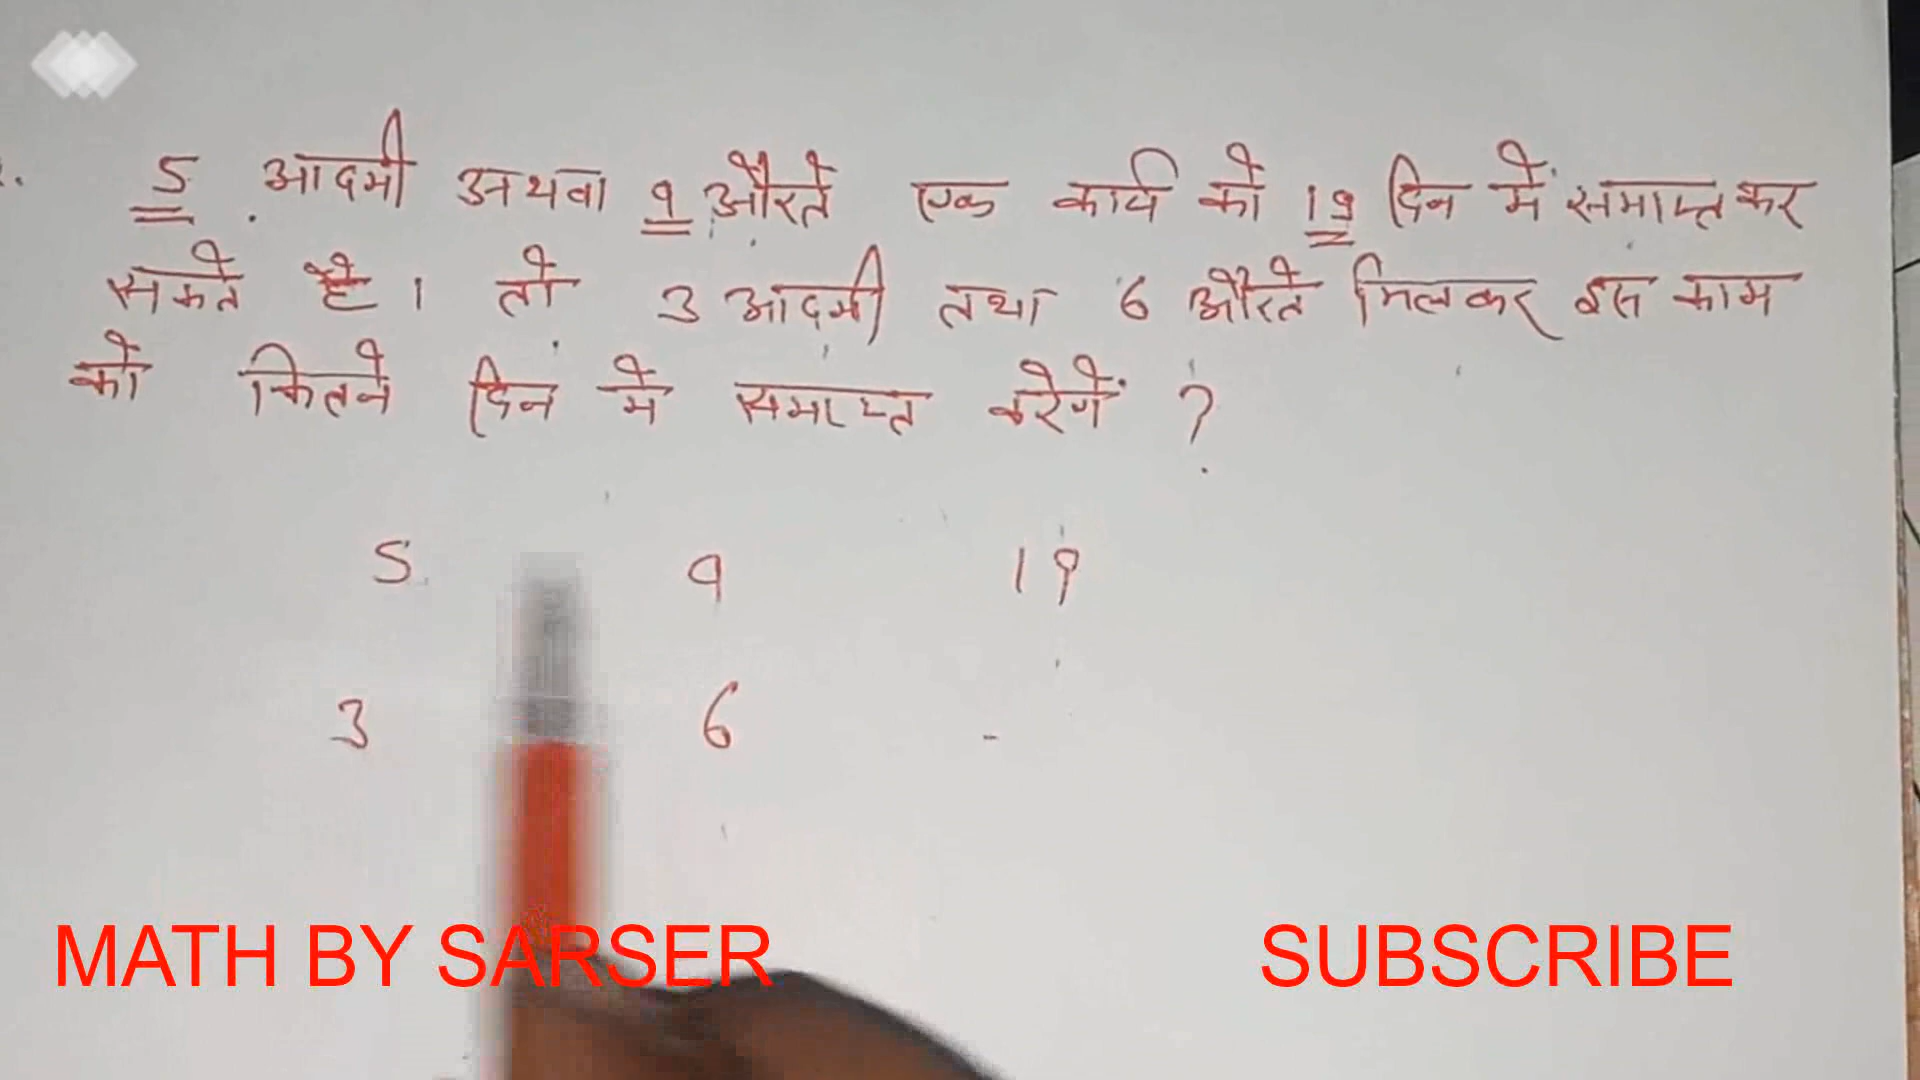 5 आदमी अथवा 9 औरते एक कार्य को 19 दिन में समाप्त कर
सकते है। तो 3 आदमी तथा 6 औरते मिलकर इस काम
को कितने दिन मे समाप्त करेगें ?
5 9 19
3 6 -
MATH BY SARSER SUBSCRIBE